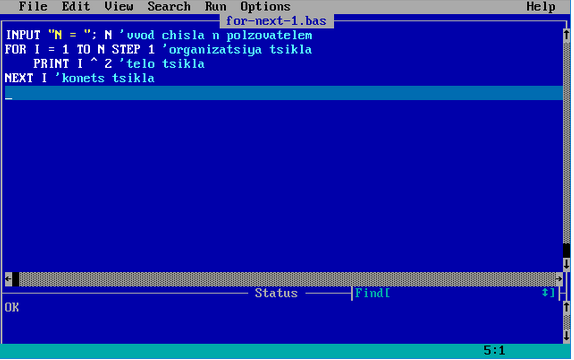 File Edit View Search Run Options Help
for-next-1.bas
INPUT "N = "; N 'vvod chisla n polzovatelem
FOR I = 1 TO N STEP 1 'organizatsiya tsikla
PRINT I ^ 2 'telo tsikla
NEXT I 'konets tsikla
Status Find[ ↕]
OK
5:1